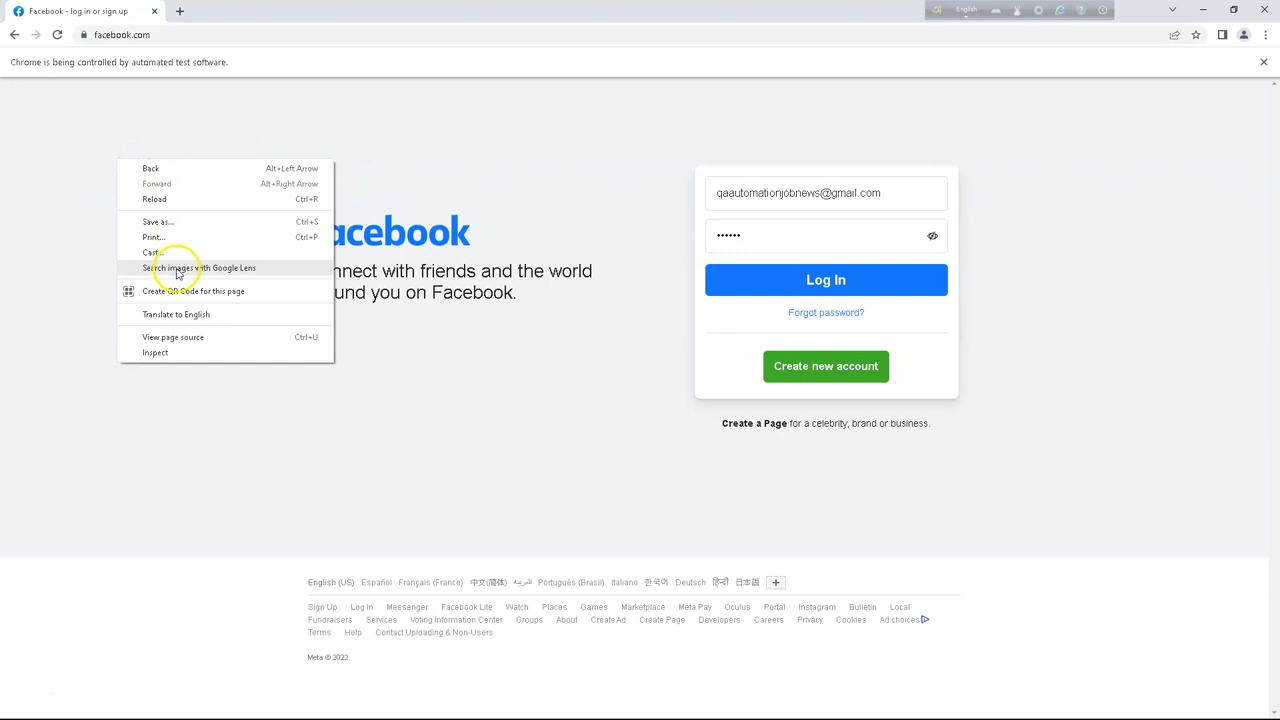 Facebook - log in or sign up
English
facebook.com
Chrome is being controlled by automated test software.
Back Alt+Left Arrow
Forward Alt+Right Arrow
Reload Ctrl+R
Save as... Ctrl+S
Print... Ctrl+P
Cast...
Search images with Google Lens
Create QR Code for this page
Translate to English
View page source Ctrl+U
Inspect
acebook
nnect with friends and the world
und you on Facebook.
qaautomationjobnews@gmail.com
••••••
Log In
Forgot password?
Create new account
Create a Page for a celebrity, brand or business.
English (US) Español Français (France) 中文(简体) العربية Português (Brasil) Italiano 한국어 Deutsch हिन्दी 日本語
Sign Up Log In Messenger Facebook Lite Watch Places Games Marketplace Meta Pay Oculus Portal Instagram Bulletin Local
Fundraisers Services Voting Information Center Groups About Create Ad Create Page Developers Careers Privacy Cookies Ad choices
Terms Help Contact Uploading & Non-Users
Meta © 2022